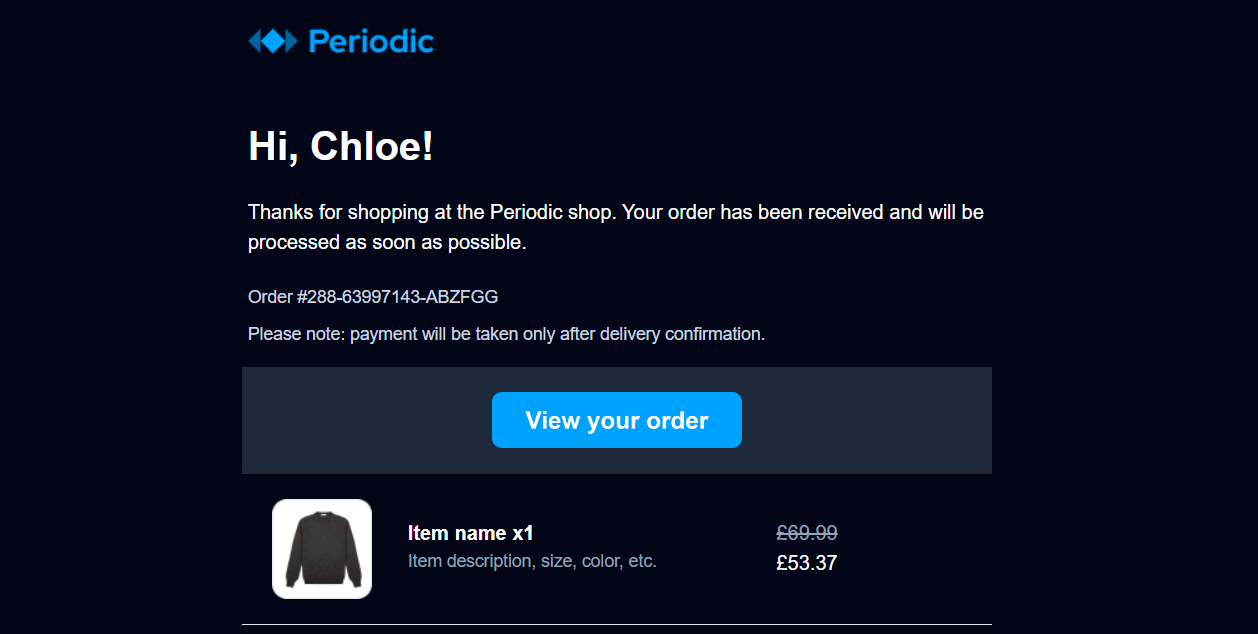 Periodic
Hi, Chloe!
Thanks for shopping at the Periodic shop. Your order has been received and will be
processed as soon as possible.
Order #288-63997143-ABZFGG
Please note: payment will be taken only after delivery confirmation.
View your order
Item name x1
£69.99
Item description, size, color, etc.
£53.37